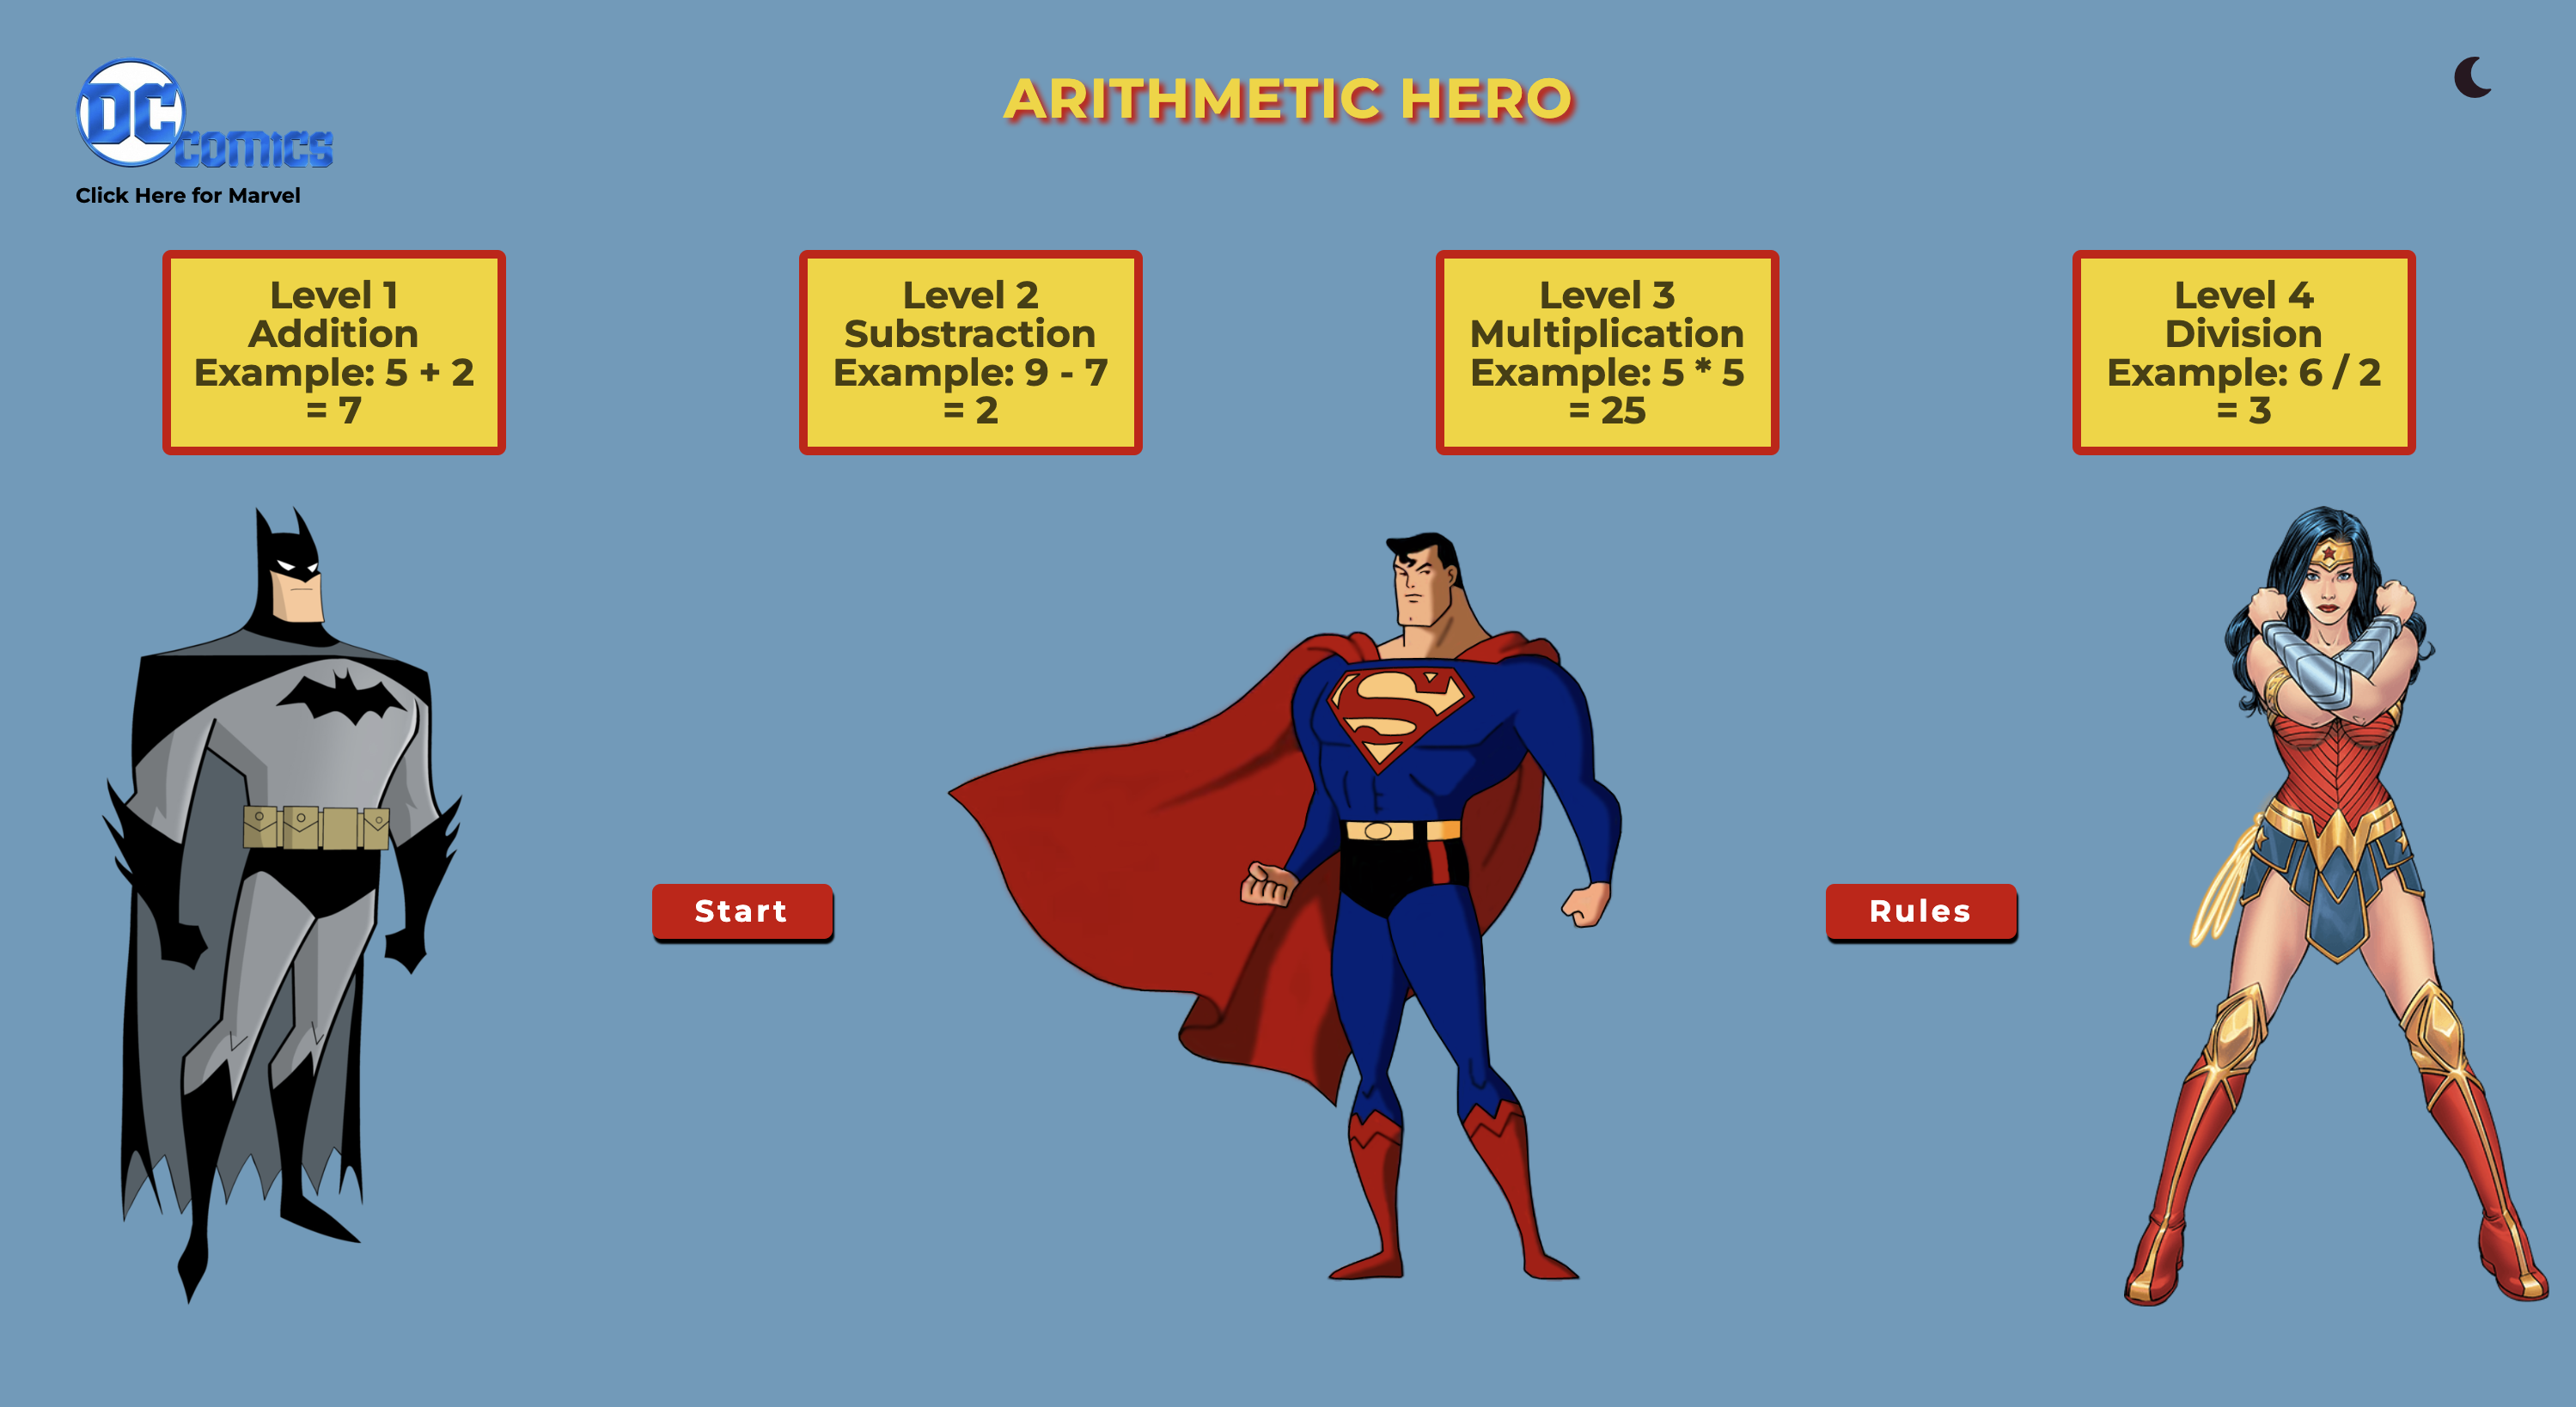 DC
COMICS
ARITHMETIC HERO
Click Here for Marvel
Level 1
Addition
Example: 5 + 2
= 7
Level 2
Substraction
Example: 9 - 7
= 2
Level 3
Multiplication
Example: 5 * 5
= 25
Level 4
Division
Example: 6 / 2
= 3
S
Start
Rules